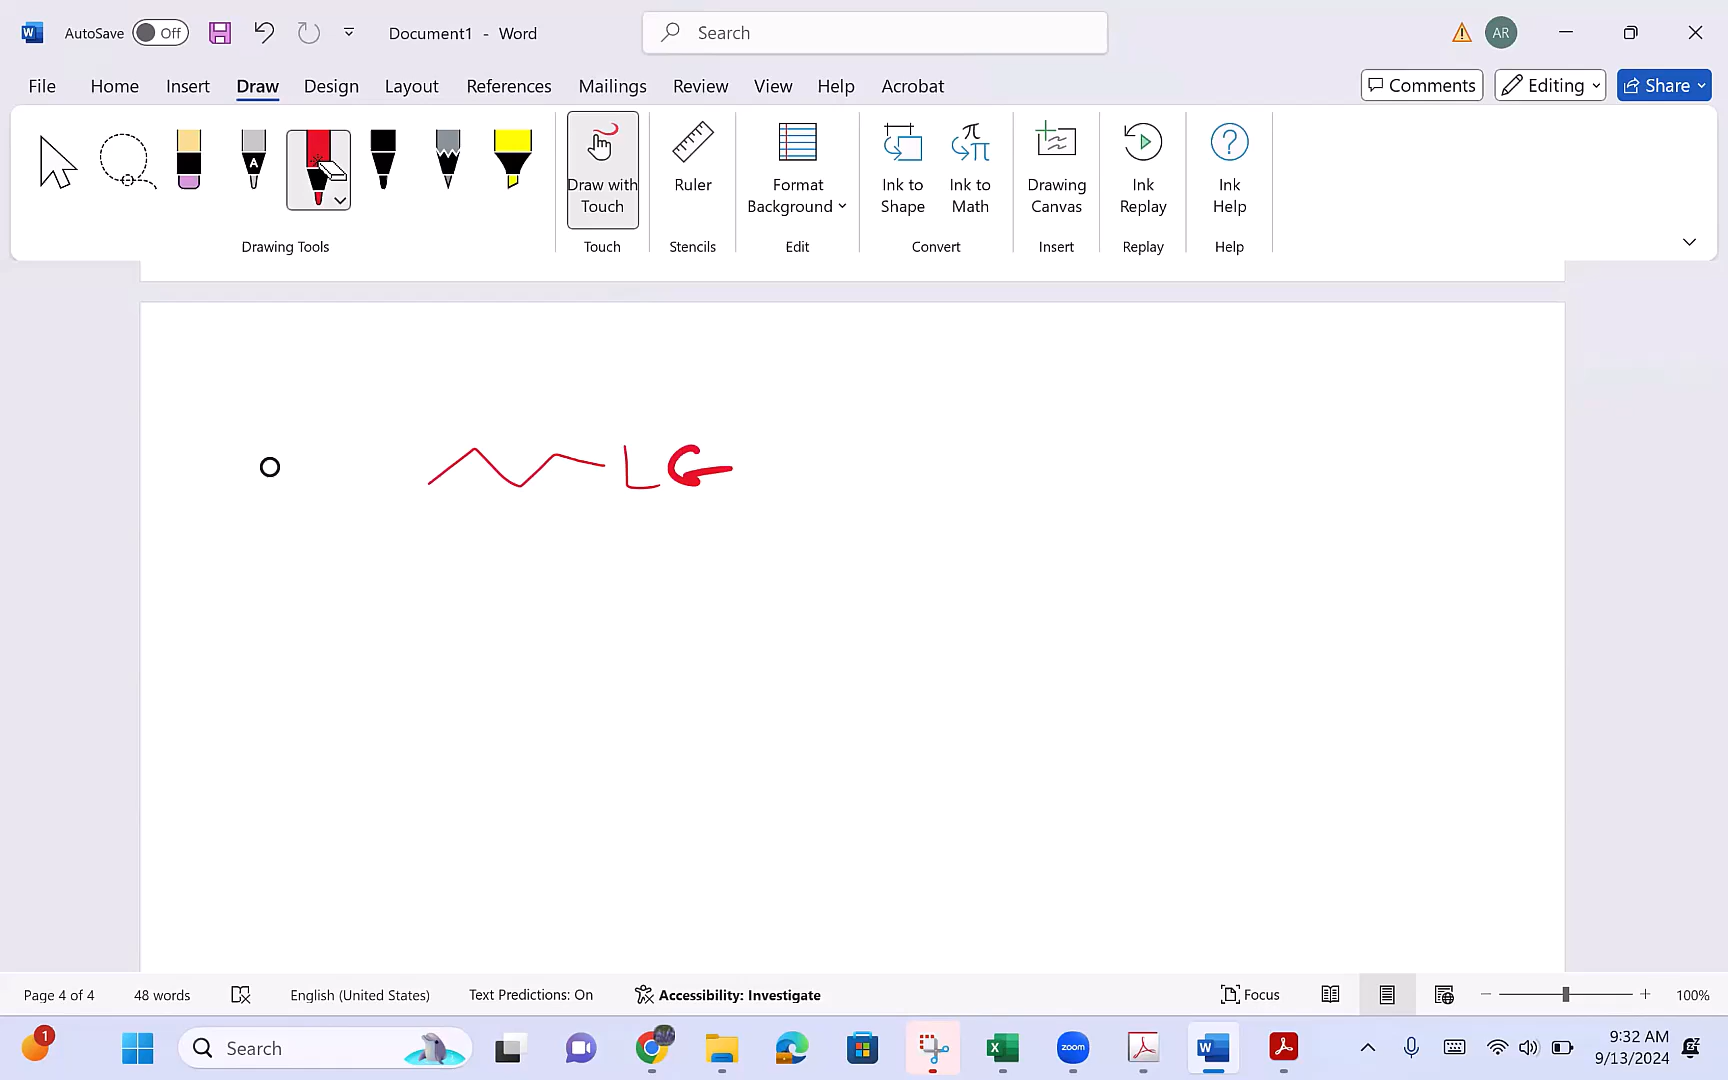 AutoSave Off Document1 - Word Search AR
File Home Insert Draw Design Layout References Mailings Review View Help Acrobat Comments Editing Share
A
Draw with Touch
Ruler
Format Background
Ink to Shape
Ink to Math
Drawing Canvas
Ink Replay
Ink Help
Drawing Tools Touch Stencils Edit Convert Insert Replay Help
LG
Page 4 of 4 48 words English (United States) Text Predictions: On Accessibility: Investigate Focus 100%
1 Search zoom W 9:32 AM
9/13/2024